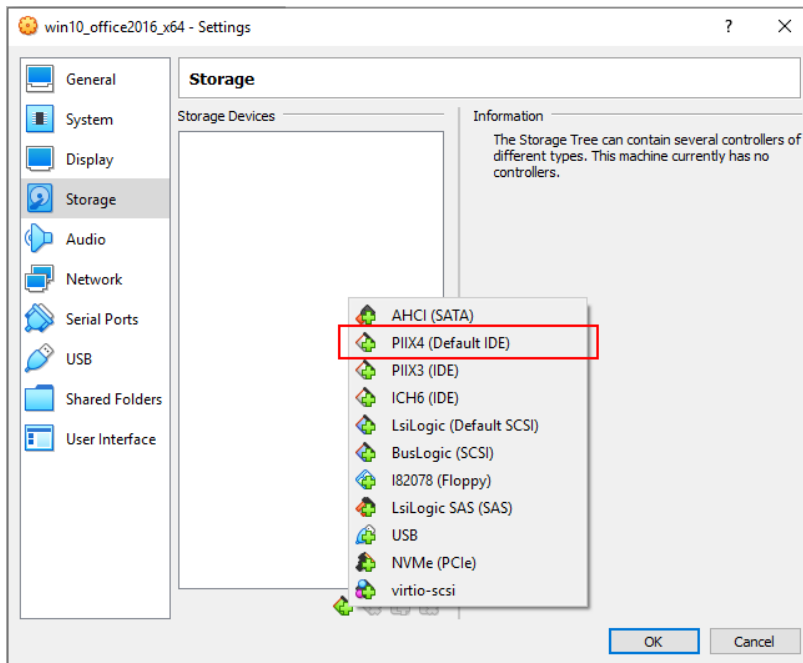 win10_office2016_x64 - Settings
?
General
System
Display
Storage
Audio
Network
Serial Ports
USB
Shared Folders
User Interface
Storage
Storage Devices
Information
The Storage Tree can contain several controllers of
different types. This machine currently has no
controllers.
AHCI (SATA)
PIIX4 (Default IDE)
PIIX3 (IDE)
ICH6 (IDE)
LsiLogic (Default SCSI)
BusLogic (SCSI)
I82078 (Floppy)
LsiLogic SAS (SAS)
USB
NVMe (PCIe)
virtio-scsi
OK
Cancel